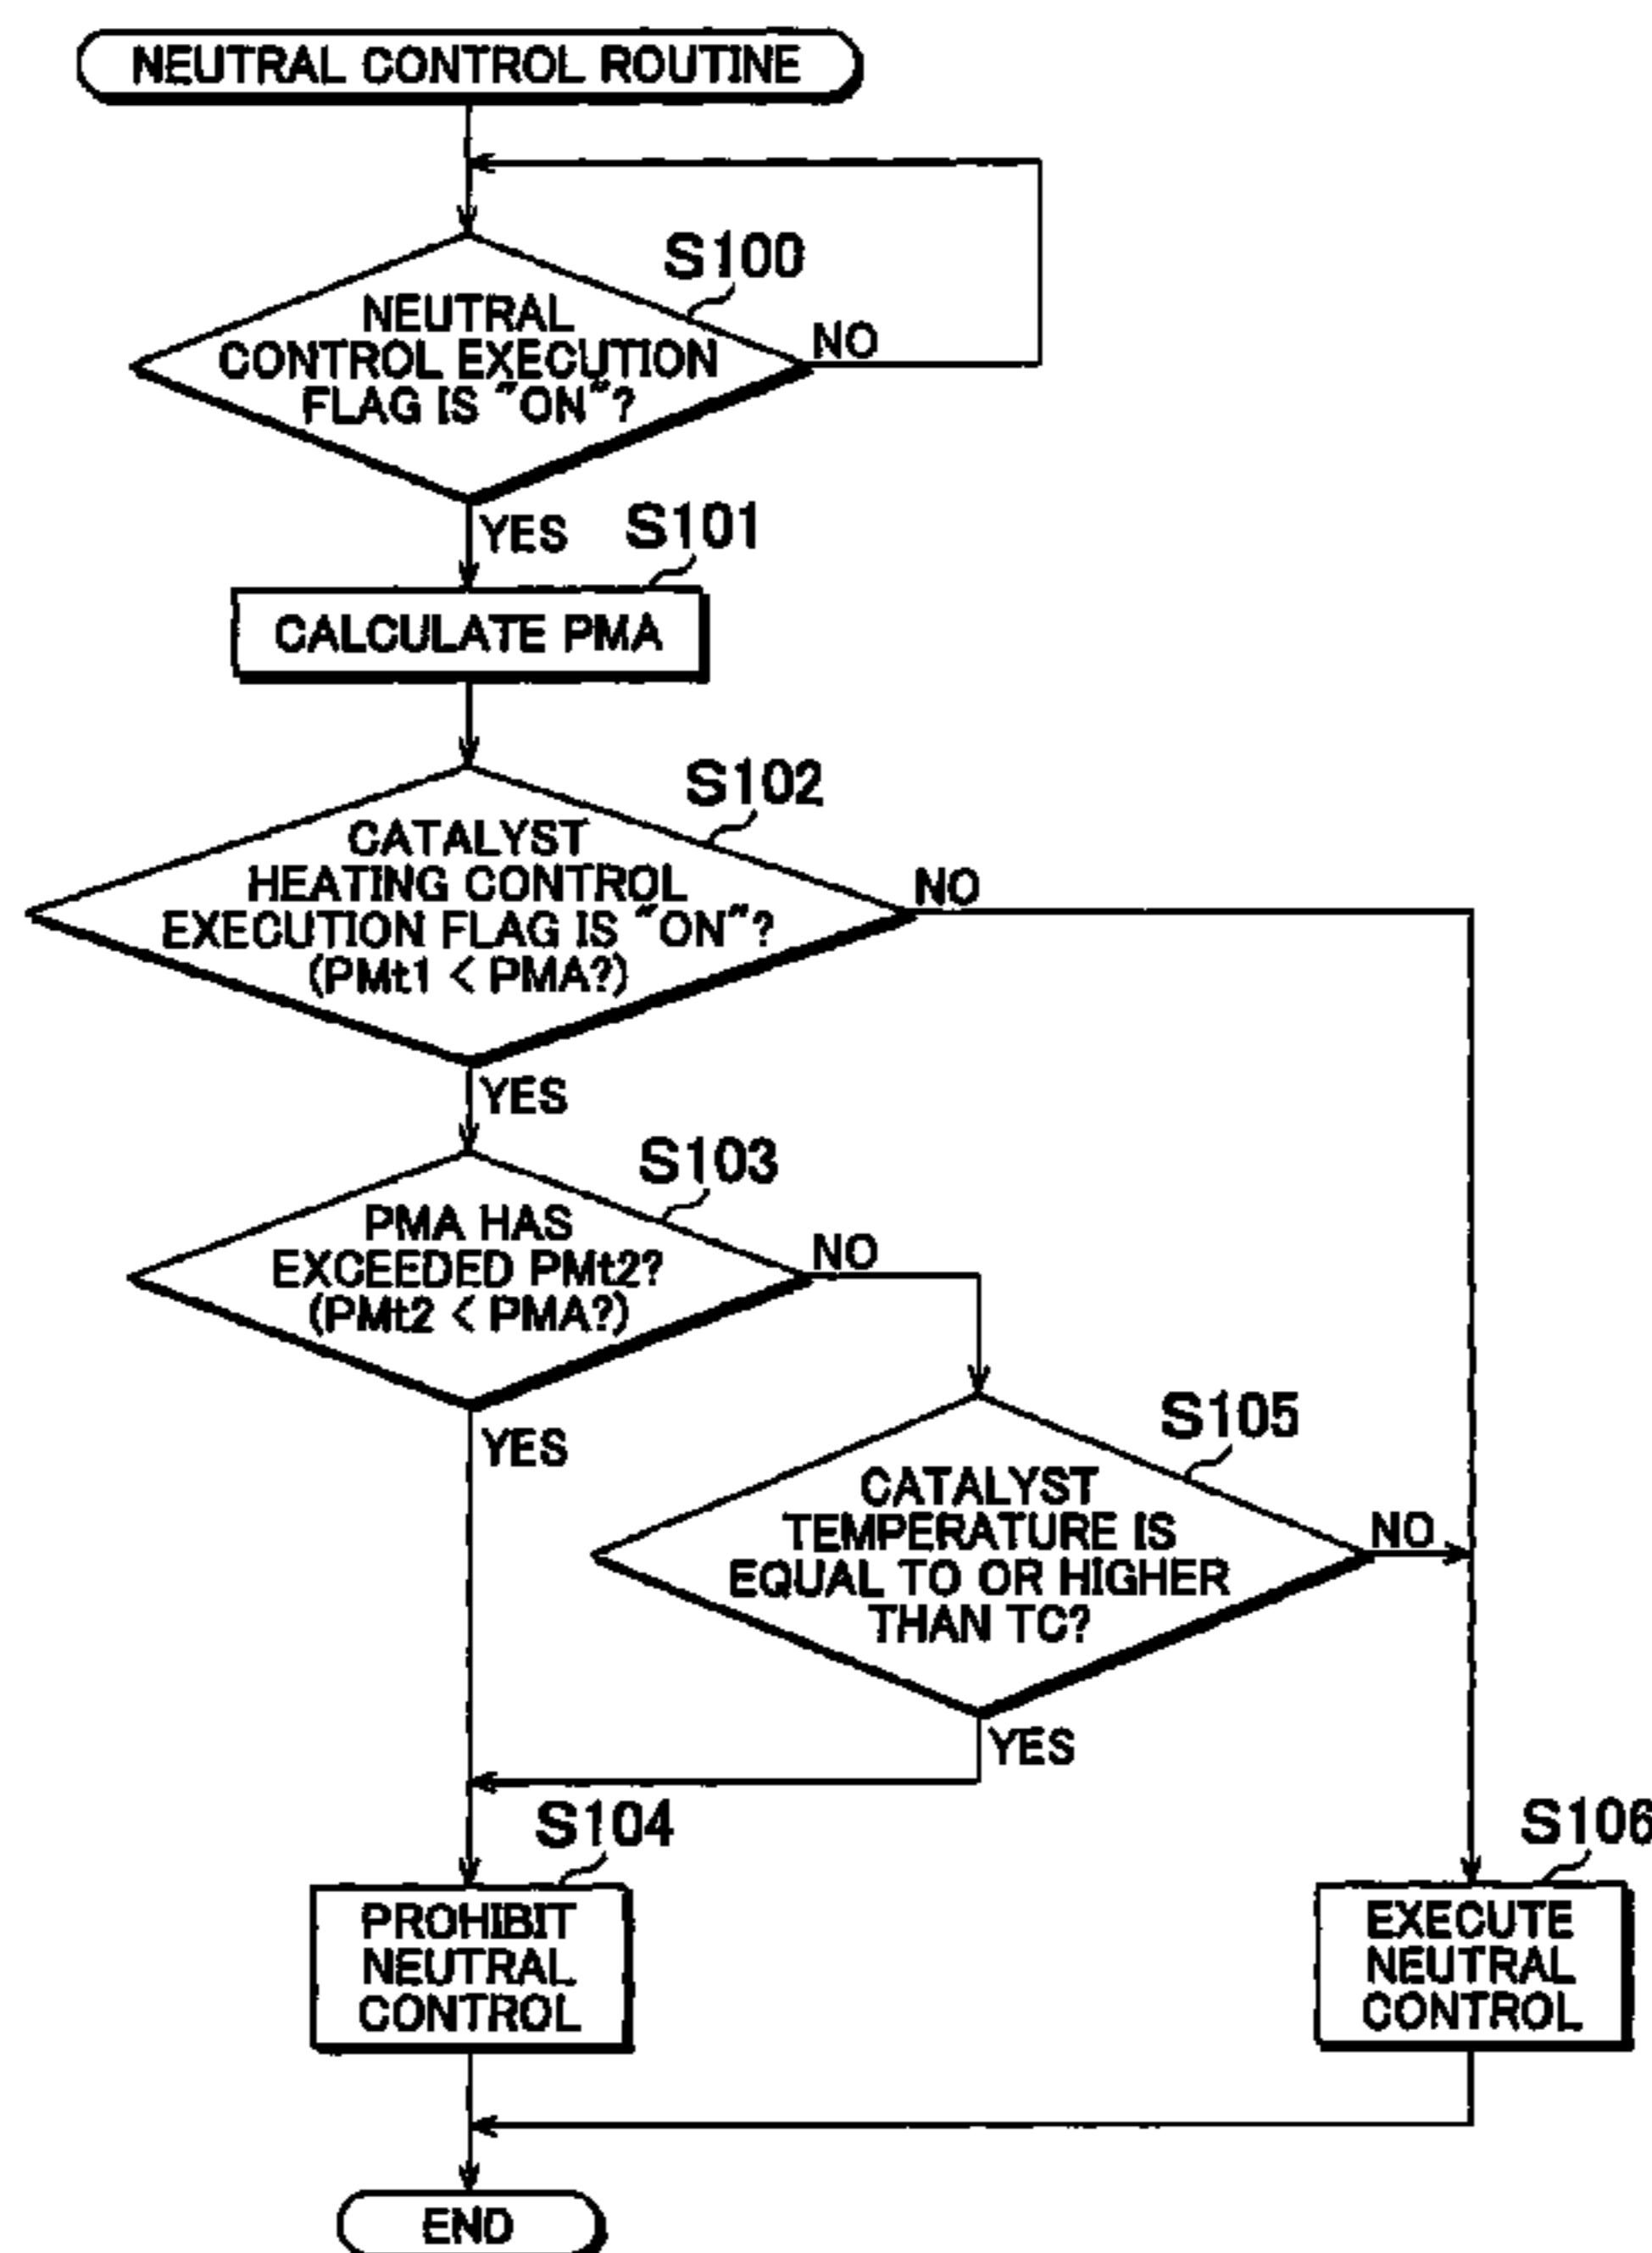 NEUTRAL CONTROL ROUTINE
S100
NEUTRAL
CONTROL EXECUTION
FLAG IS "ON"?
NO
YES
S101
CALCULATE PMA
S102
CATALYST
HEATING CONTROL
EXECUTION FLAG IS "ON"?
(PMt1 < PMA?)
NO
YES
S103
PMA HAS
EXCEEDED PMt2?
(PMt2 < PMA?)
NO
YES
S105
CATALYST
TEMPERATURE IS
EQUAL TO OR HIGHER
THAN TC?
NO
YES
S104
PROHIBIT
NEUTRAL
CONTROL
S106
EXECUTE
NEUTRAL
CONTROL
END